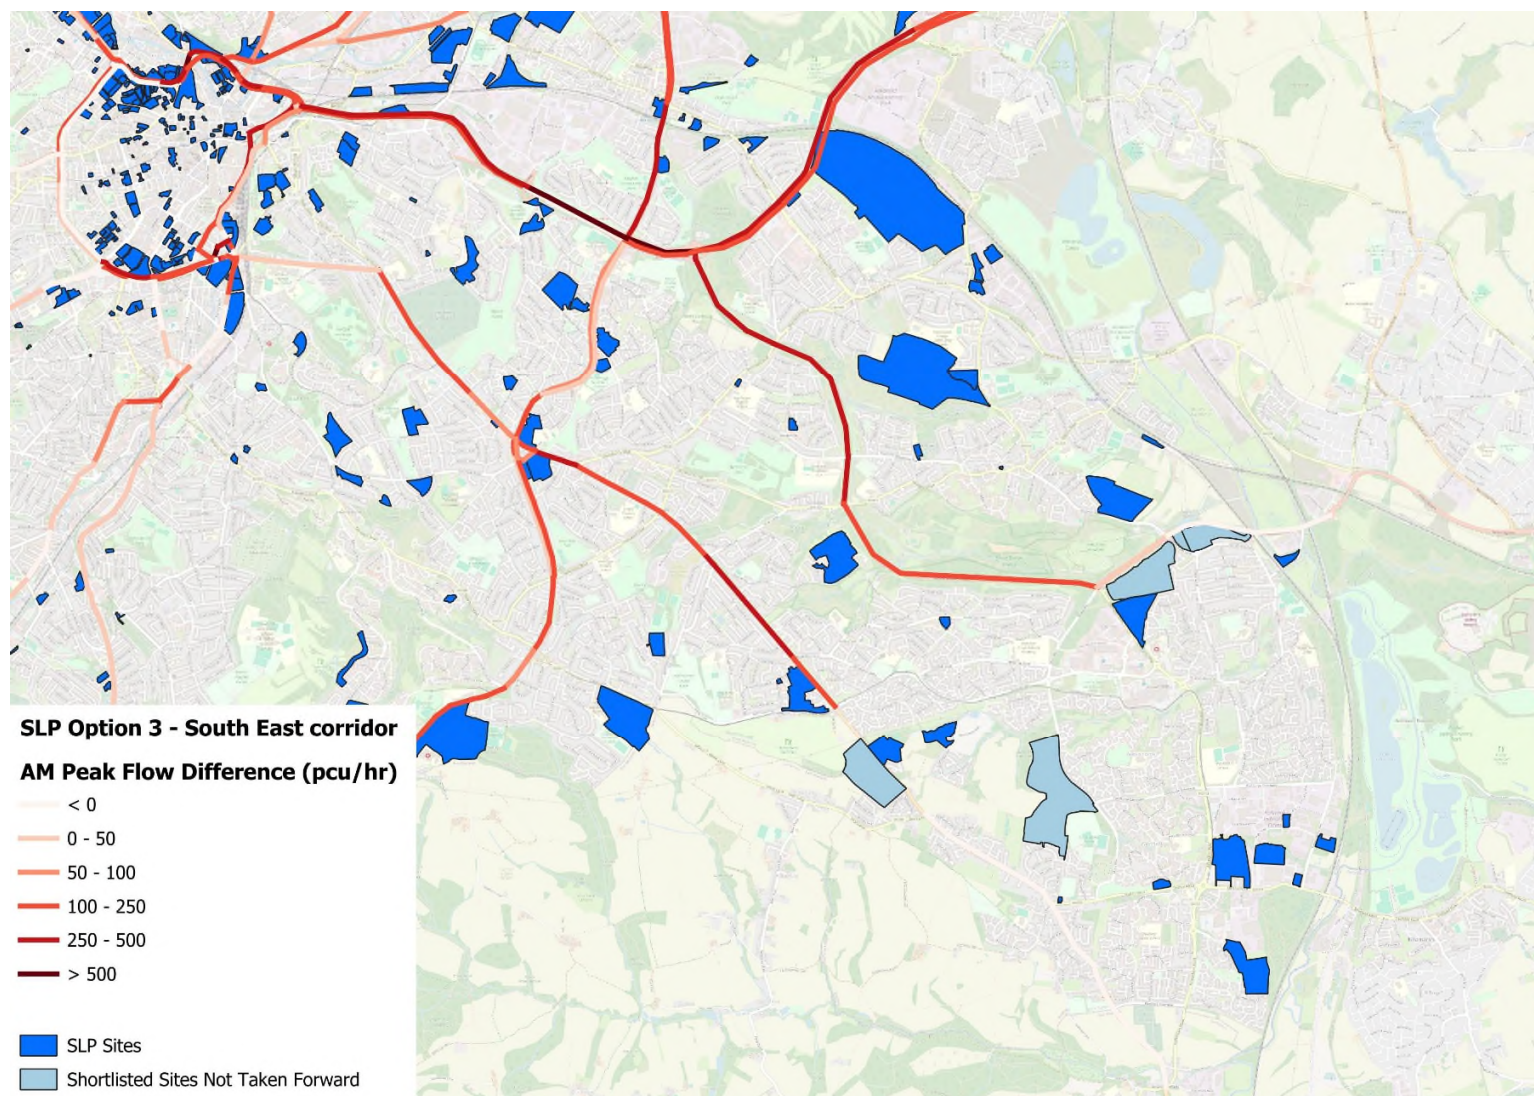 SLP Option 3 - South East corridor
AM Peak Flow Difference (pcu/hr)
< 0
0 - 50
50 - 100
100 - 250
250 - 500
> 500
SLP Sites
Shortlisted Sites Not Taken Forward